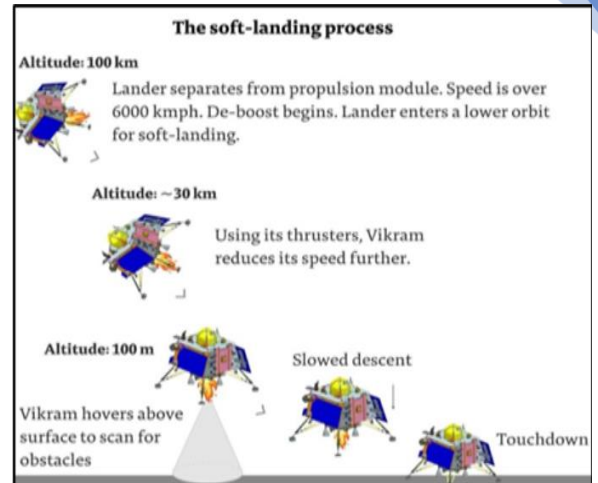 The soft-landing process
Altitude: 100 km
Lander separates from propulsion module. Speed is over
6000 kmph. De-boost begins. Lander enters a lower orbit
for soft-landing.
Altitude: ~30 km
Using its thrusters, Vikram
reduces its speed further.
Altitude: 100 m
Vikram hovers above
surface to scan for
obstacles
Slowed descent
Touchdown